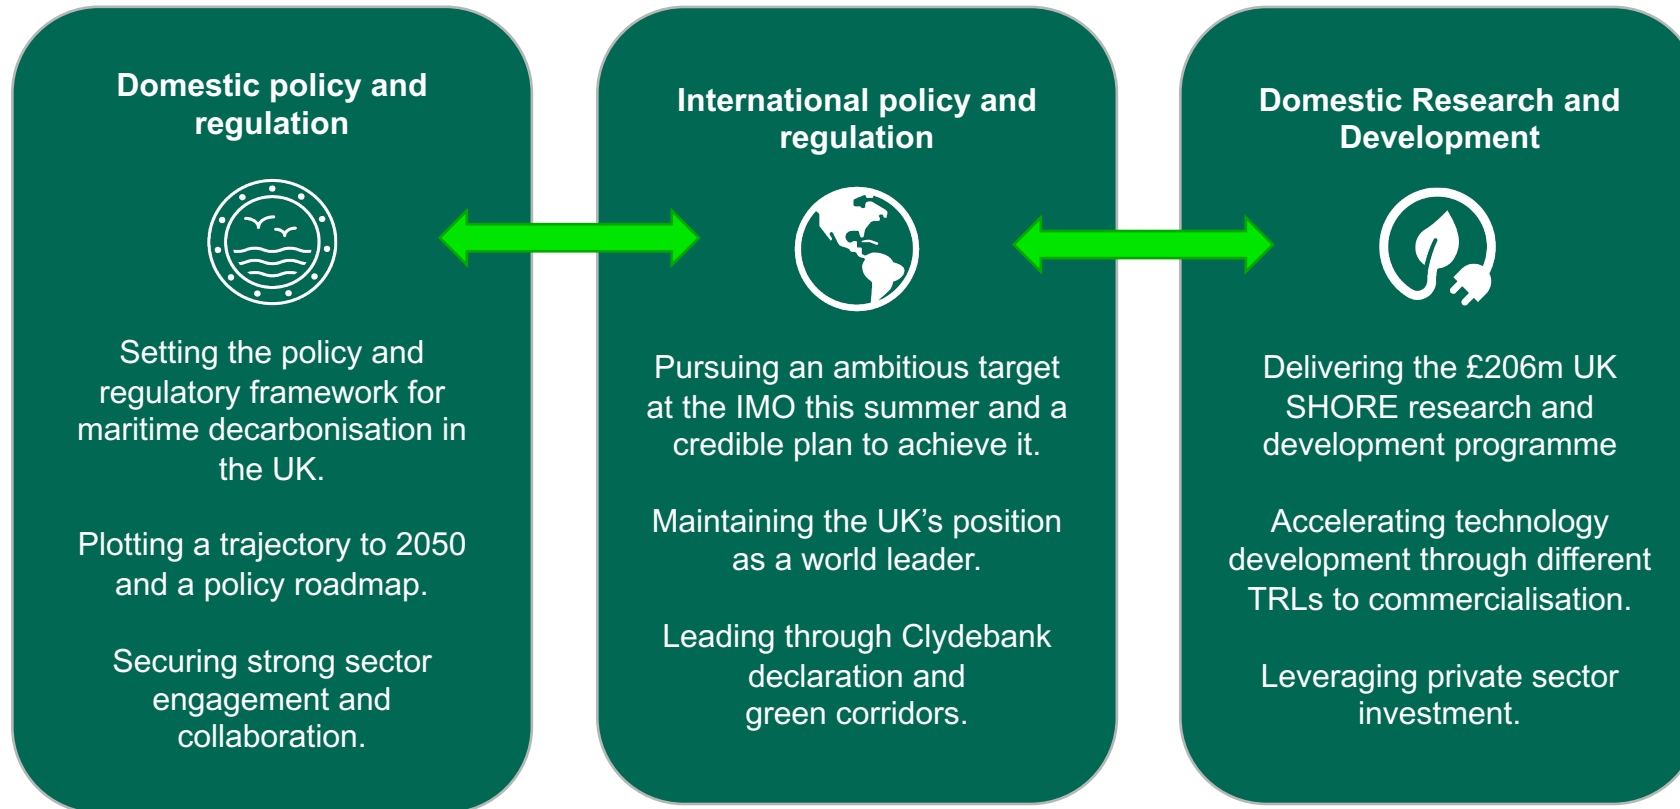 Domestic policy and
regulation
Setting the policy and
regulatory framework for
maritime decarbonisation in
the UK.
Plotting a trajectory to 2050
and a policy roadmap.
Securing strong sector
engagement and
collaboration.
International policy and
regulation
Pursuing an ambitious target
at the IMO this summer and a
credible plan to achieve it.
Maintaining the UK’s position
as a world leader.
Leading through Clydebank
declaration and
green corridors.
Domestic Research and
Development
Delivering the £206m UK
SHORE research and
development programme
Accelerating technology
development through different
TRLs to commercialisation.
Leveraging private sector
investment.